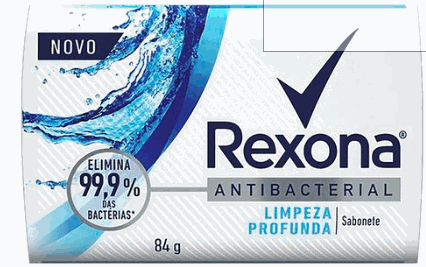 NOVO
Rexona®
ANTIBACTERIAL
ELIMINA
99,9%
DAS
BACTÉRIAS*
LIMPEZA
PROFUNDA
Sabonete
84 g